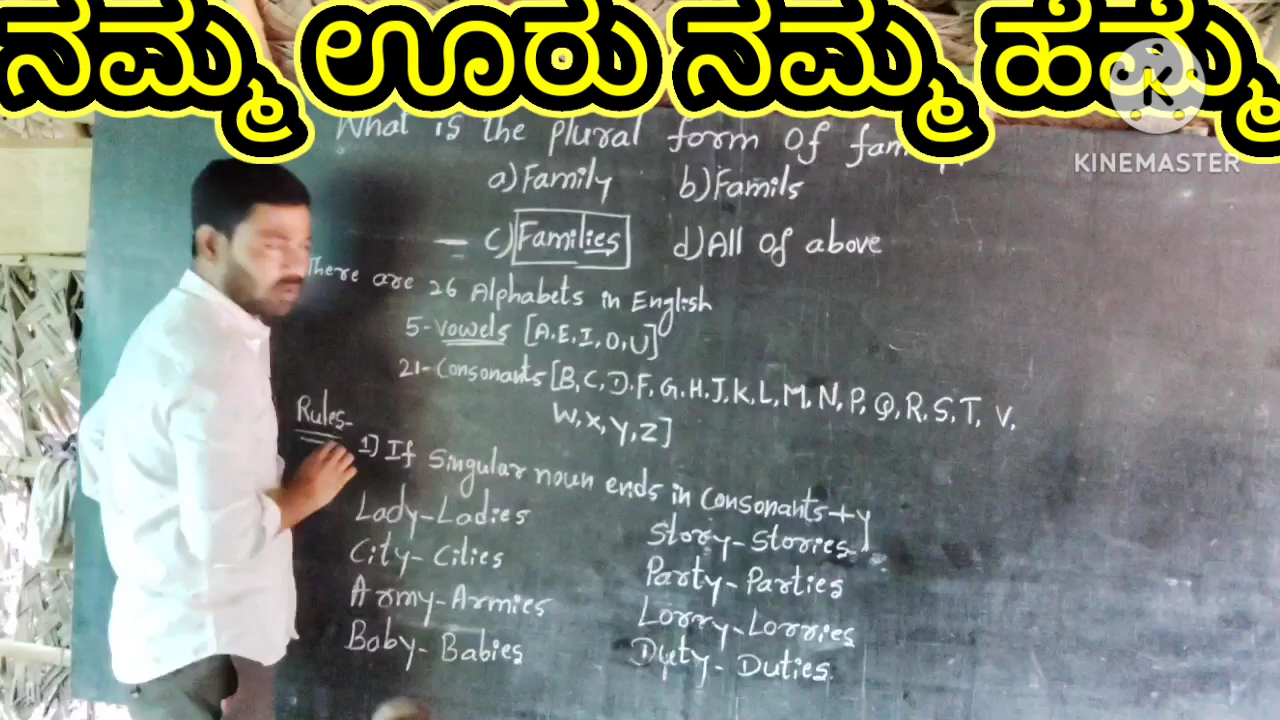 ನಮ್ಮ ಊರು ನಮ್ಮ ಹೆಮ್ಮೆ
KINEMASTER
What is the plural form of
a) Family b) Famils
c) Families d) All of above
There are 26 Alphabets in English
5-Vowels [A.E,I,O,U]
21-Consonants [B,C,D.F,G.H.J,K,L,M,N,P,Q,R,S,T,V,
W,X,Y,Z]
Rules-
1) If Singular noun ends in consonants+y
Lady-Ladies Story-Stories
City-Cities Party-Parties
Army-Armies Lorry-Lorries
Baby-Babies Duty-Duties.